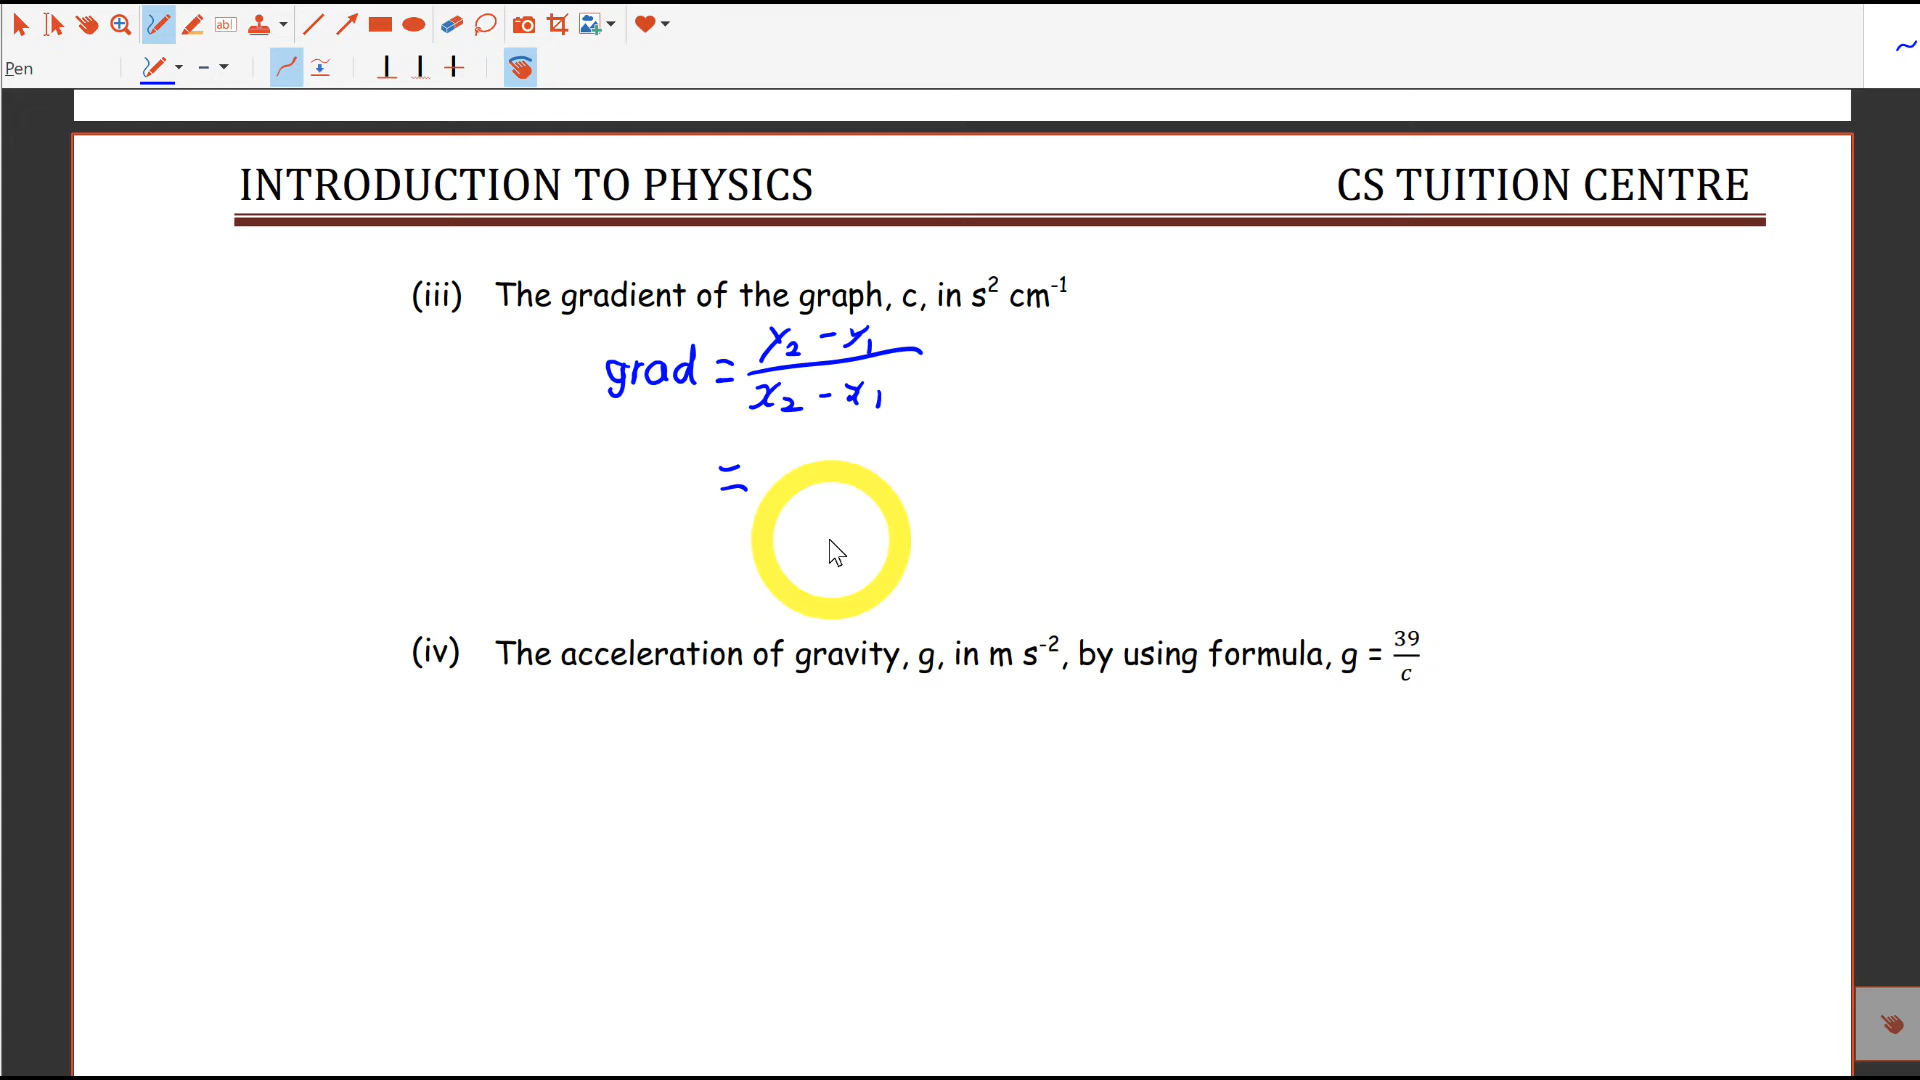 abI
Pen
INTRODUCTION TO PHYSICS CS TUITION CENTRE
(iii) The gradient of the graph, c, in s² cm⁻¹
grad = y₂ - y₁ / x₂ - x₁
=
(iv) The acceleration of gravity, g, in m s⁻², by using formula, g = 39/c